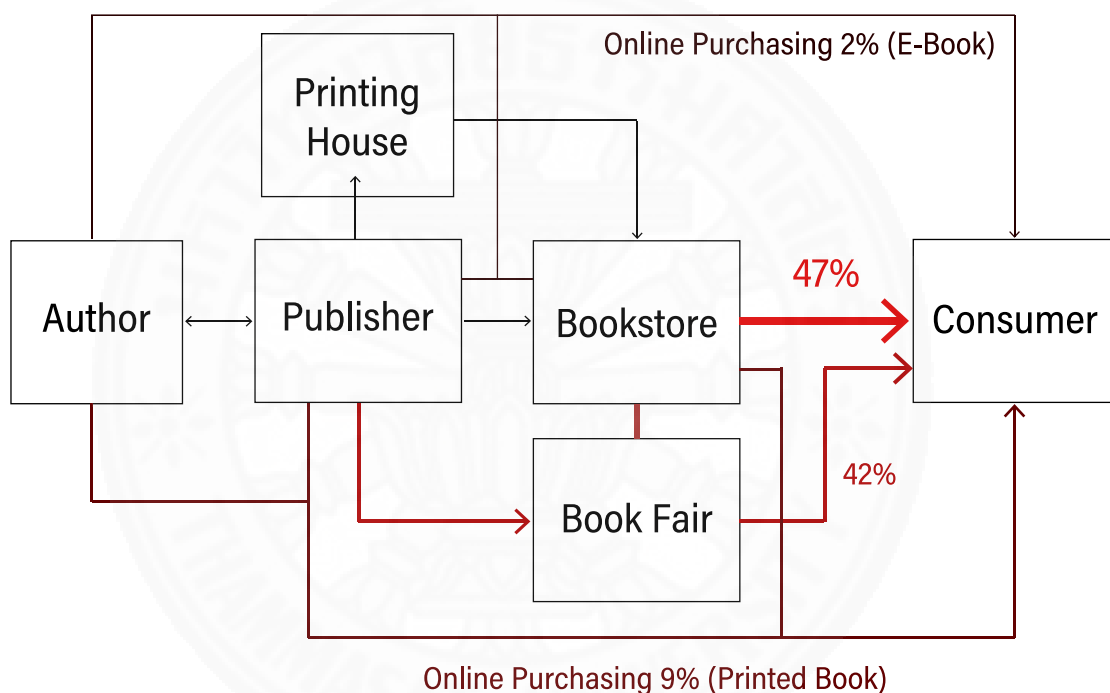 Online Purchasing 2% (E-Book)
Printing
House
Author
Publisher
Bookstore
47%
Consumer
42%
Book Fair
Online Purchasing 9% (Printed Book)